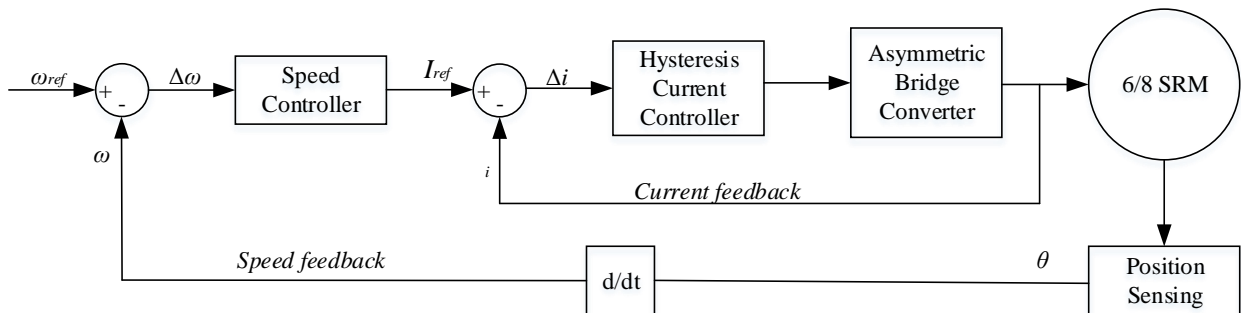 ωref
+
-
Δω
Speed
Controller
Iref
+
-
Δi
Hysteresis
Current
Controller
Asymmetric
Bridge
Converter
6/8 SRM
ω
i
Current feedback
Speed feedback
d/dt
θ
Position
Sensing